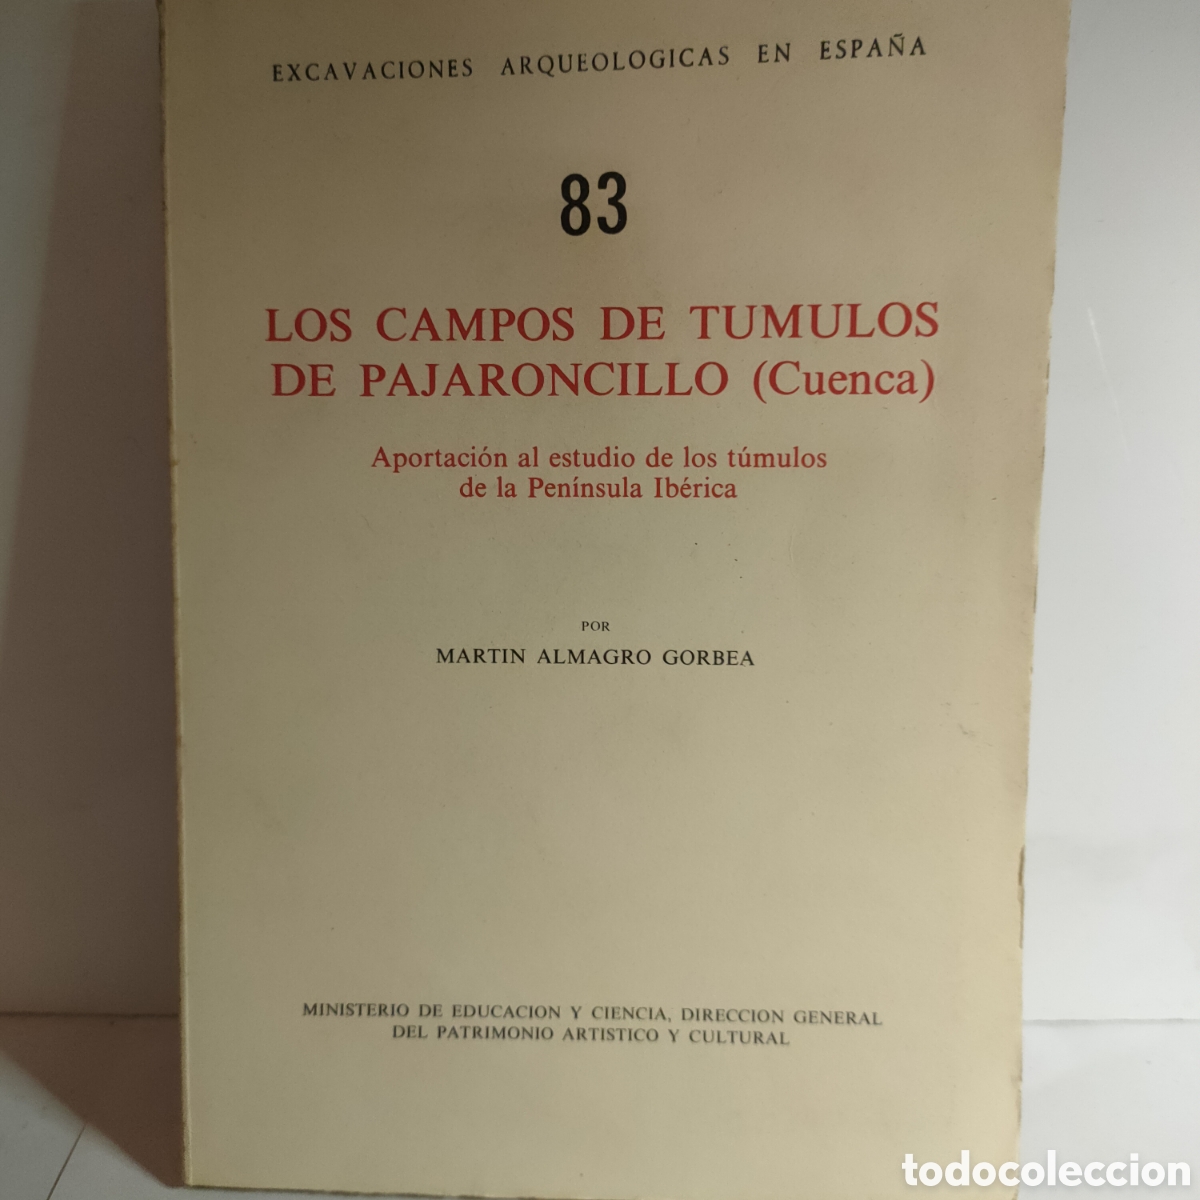 EXCAVACIONES ARQUEOLOGICAS EN ESPAÑA
83
LOS CAMPOS DE TUMULOS
DE PAJARONCILLO (Cuenca)
Aportación al estudio de los túmulos
de la Península Ibérica
POR
MARTIN ALMAGRO GORBEA
MINISTERIO DE EDUCACION Y CIENCIA, DIRECCION GENERAL
DEL PATRIMONIO ARTISTICO Y CULTURAL
todocoleccion